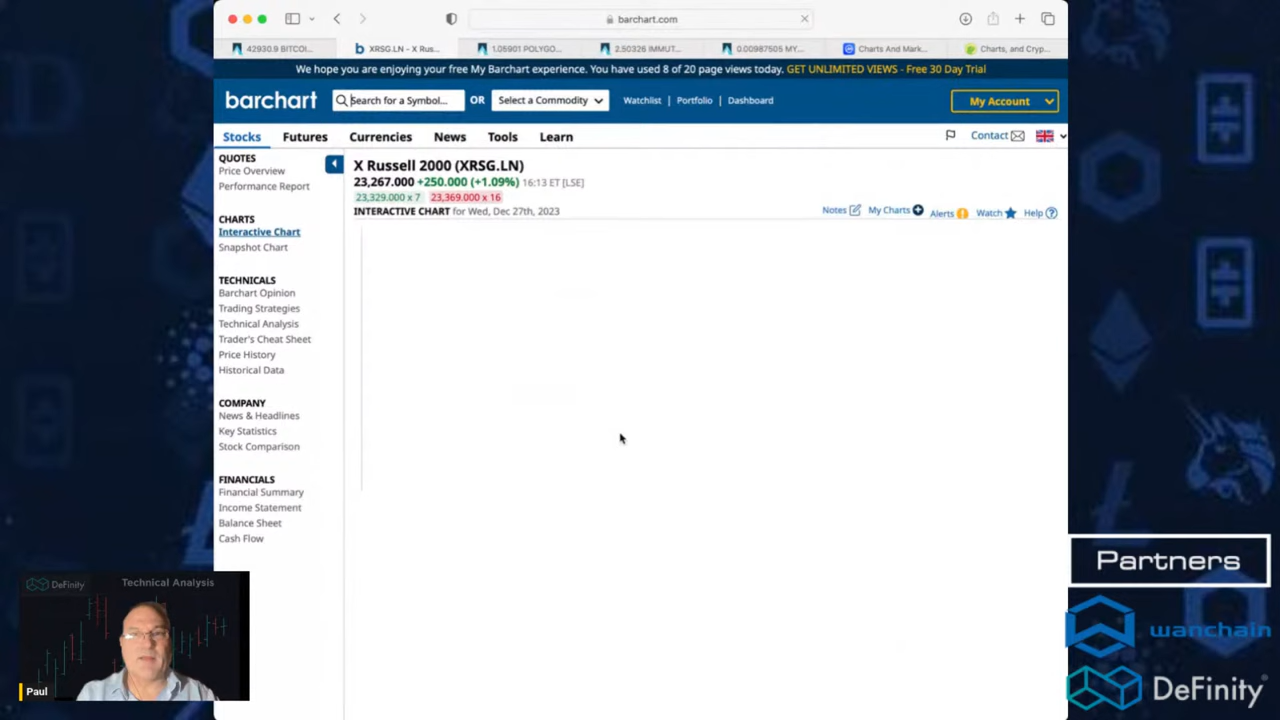 barchart.com
42930.9 BITCOI...
XRSG.LN - X Rus...
1.05901 POLYGO...
2.50326 IMMUT...
0.00987505 MY...
Charts And Mark...
Charts, and Cryp...
We hope you are enjoying your free My Barchart experience. You have used 8 of 20 page views today. GET UNLIMITED VIEWS - Free 30 Day Trial
barchart
Search for a Symbol...
OR
Select a Commodity
Watchlist | Portfolio | Dashboard
My Account
Stocks
Futures
Currencies
News
Tools
Learn
Contact
QUOTES
Price Overview
Performance Report
CHARTS
Interactive Chart
Snapshot Chart
TECHNICALS
Barchart Opinion
Trading Strategies
Technical Analysis
Trader's Cheat Sheet
Price History
Historical Data
COMPANY
News & Headlines
Key Statistics
Stock Comparison
FINANCIALS
Financial Summary
Income Statement
Balance Sheet
Cash Flow
X Russell 2000 (XRSG.LN)
23,267.000 +250.000 (+1.09%) 16:13 ET [LSE]
23,329.000 x 7 23,369.000 x 16
INTERACTIVE CHART for Wed, Dec 27th, 2023
Notes
My Charts
Alerts
Watch
Help
DeFinity
Technical Analysis
Paul
Partners
wanchain
DeFinity